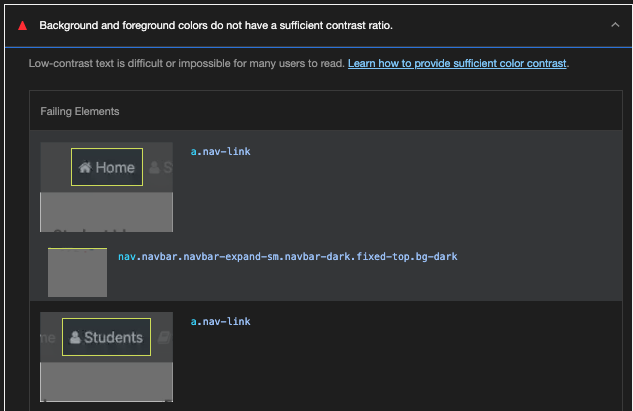 Background and foreground colors do not have a sufficient contrast ratio.
Low-contrast text is difficult or impossible for many users to read. Learn how to provide sufficient color contrast.
Failing Elements
Home
a.nav-link
nav.navbar.navbar-expand-sm.navbar-dark.fixed-top.bg-dark
me
Students
a.nav-link